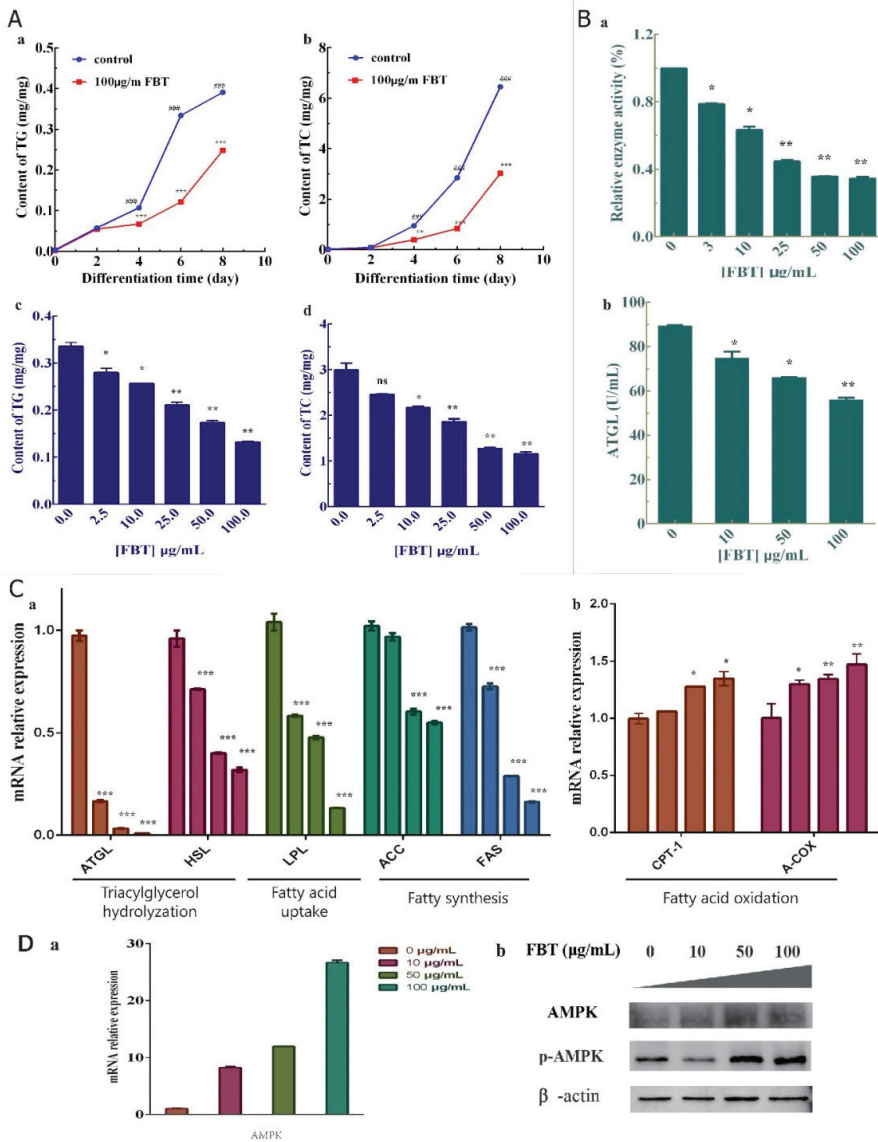 A
a
0.5
0.4
0.3
0.2
0.1
0.0
Content of TG (mg/mg)
control
100μg/m FBT
###
###
###
***
***
***
0 2 4 6 8 10
Differentiation time (day)
b
8
6
4
2
0
Content of TC (mg/mg)
control
100μg/m FBT
###
###
###
**
***
***
0 2 4 6 8 10
Differentiation time (day)
c
0.4
0.3
0.2
0.1
0.0
Content of TG (mg/mg)
* * ** ** **
0.0 2.5 10.0 25.0 50.0 100.0
[FBT] μg/mL
d
4
3
2
1
0
Content of TC (mg/mg)
ns * ** ** **
0.0 2.5 10.0 25.0 50.0 100.0
[FBT] μg/mL
B
a
1.2
0.8
0.4
0.0
Relative enzyme activity (%)
* * ** ** **
0 3 10 25 50 100
[FBT] μg/mL
b
100
80
60
40
20
0
ATGL (U/mL)
* * **
0 10 50 100
[FBT] μg/mL
C
a
1.0
0.5
0.0
mRNA relative expression
*** *** ***
*** *** ***
*** *** ***
*** ***
*** *** ***
ATGL HSL LPL ACC FAS
Triacylglycerol
hydrolyzation
Fatty acid
uptake
Fatty synthesis
b
2.0
1.5
1.0
0.5
0.0
mRNA relative expression
* *
* ** **
CPT-1 A-COX
Fatty acid oxidation
D
a
30
20
10
0
mRNA relative expression
AMPK
0 μg/mL
10 μg/mL
50 μg/mL
100 μg/mL
b
FBT (μg/mL) 0 10 50 100
AMPK
p-AMPK
β -actin